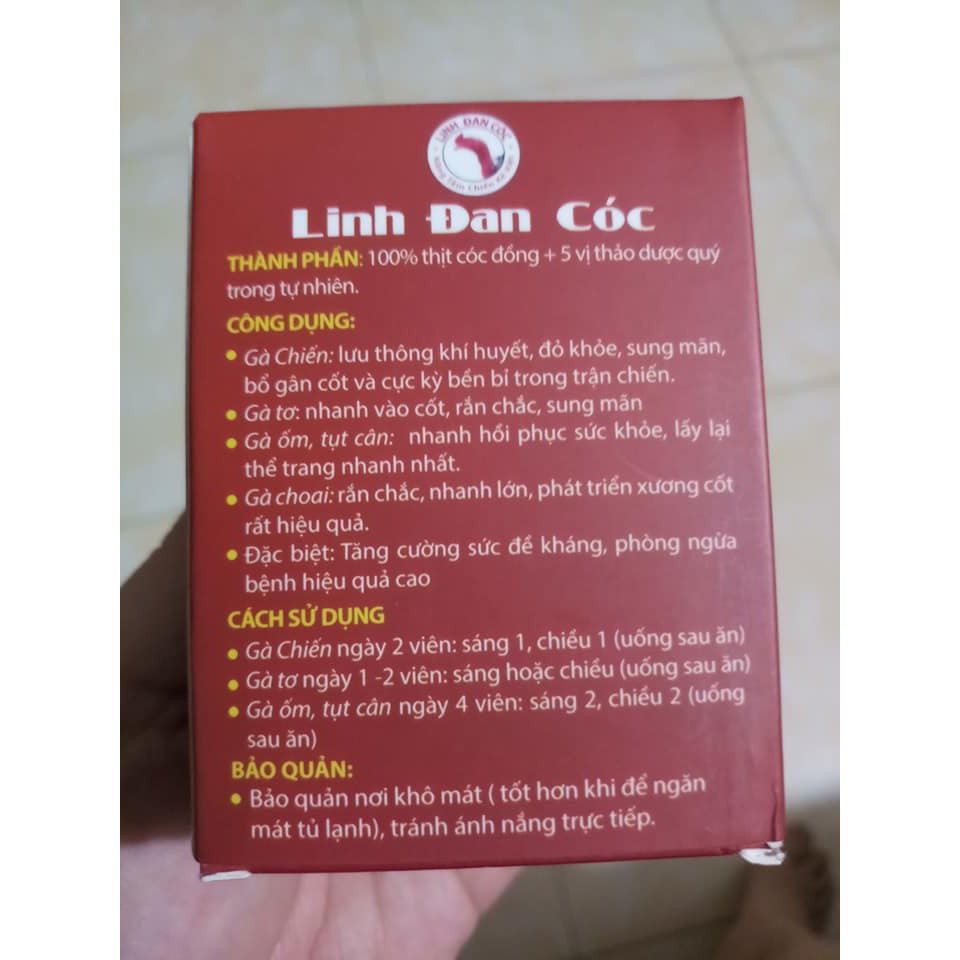 LINH ĐAN CÓC
Nâng Tầm Chiến Kê Việt
Linh Đan Cóc
THÀNH PHẦN: 100% thịt cóc đồng + 5 vị thảo dược quý
trong tự nhiên.
CÔNG DỤNG:
• Gà Chiến: lưu thông khí huyết, đỏ khỏe, sung mãn,
bổ gân cốt và cực kỳ bền bỉ trong trận chiến.
• Gà tơ: nhanh vào cốt, rắn chắc, sung mãn
• Gà ốm, tụt cân: nhanh hồi phục sức khỏe, lấy lại
thể trang nhanh nhất.
• Gà choai: rắn chắc, nhanh lớn, phát triển xương cốt
rất hiệu quả.
• Đặc biệt: Tăng cường sức đề kháng, phòng ngừa
bệnh hiệu quả cao
CÁCH SỬ DỤNG
• Gà Chiến ngày 2 viên: sáng 1, chiều 1 (uống sau ăn)
• Gà tơ ngày 1 -2 viên: sáng hoặc chiều (uống sau ăn)
• Gà ốm, tụt cân ngày 4 viên: sáng 2, chiều 2 (uống
sau ăn)
BẢO QUẢN:
• Bảo quản nơi khô mát ( tốt hơn khi để ngăn
mát tủ lạnh), tránh ánh nắng trực tiếp.